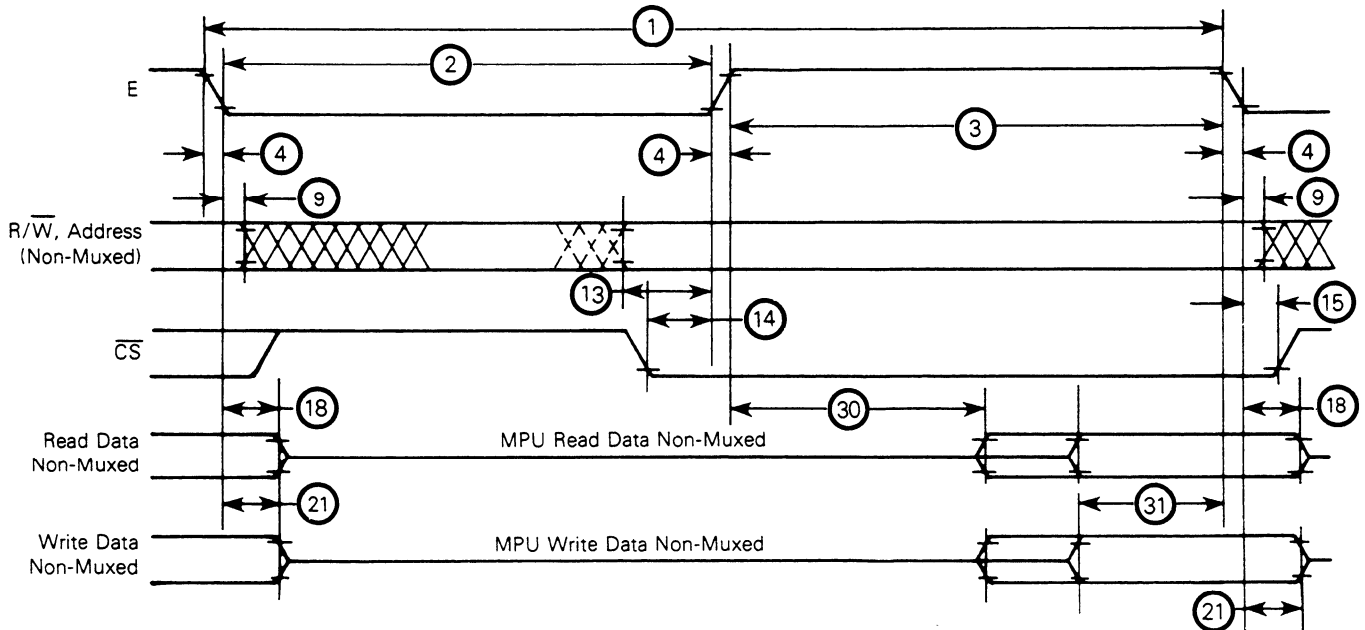 1
2
E
3
4
4
4
9
9
R/W̅, Address
(Non-Muxed)
13
14
15
C̅S̅
18
30
18
Read Data
Non-Muxed
MPU Read Data Non-Muxed
21
31
Write Data
Non-Muxed
MPU Write Data Non-Muxed
21